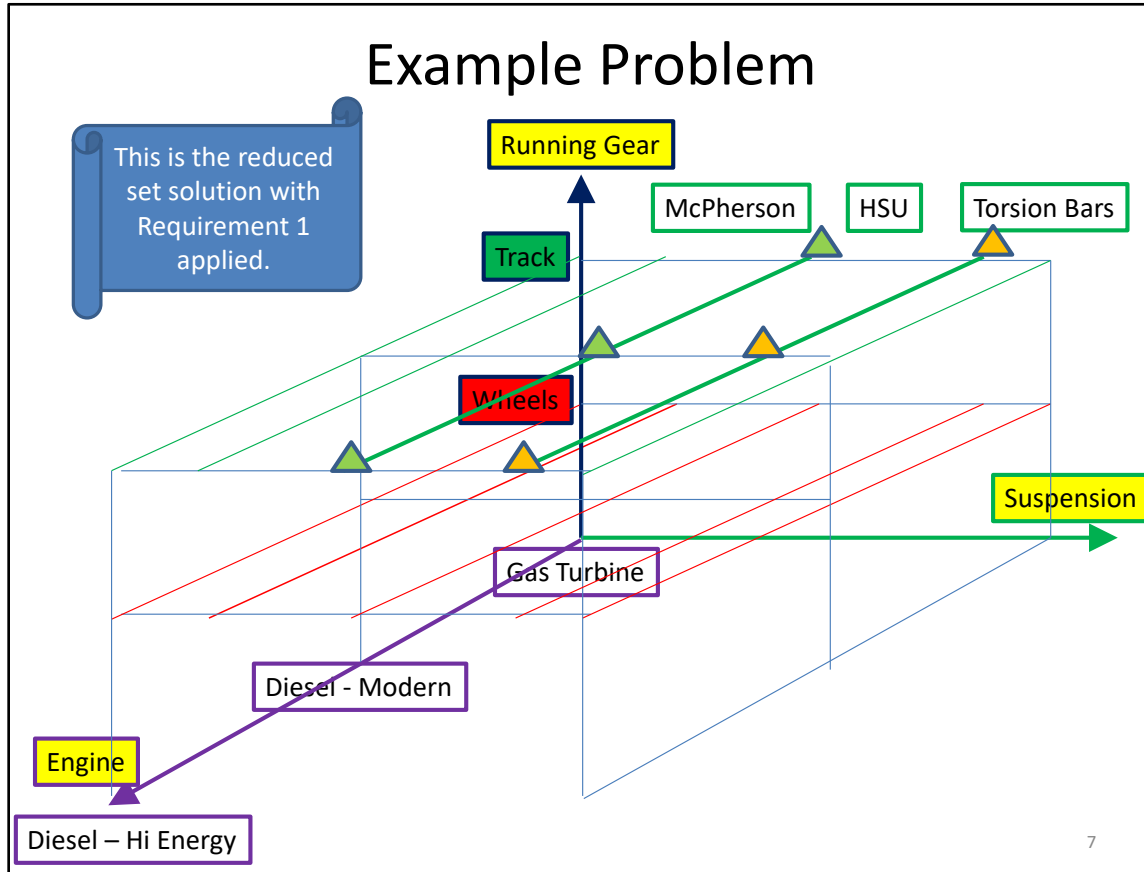 Example Problem
This is the reduced
set solution with
Requirement 1
applied.
Running Gear
McPherson
HSU
Torsion Bars
Track
Wheels
Suspension
Gas Turbine
Diesel - Modern
Engine
Diesel – Hi Energy
7